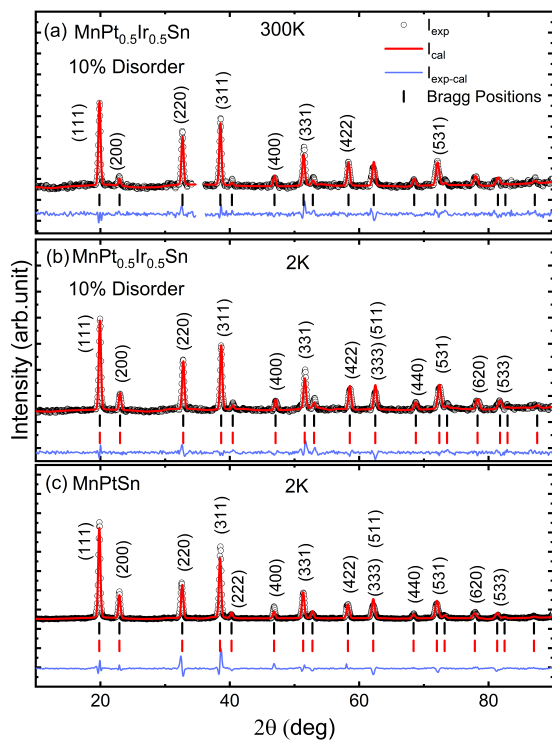 (a) MnPt0.5Ir0.5Sn 300K
10% Disorder
Iexp
Ical
Iexp-cal
Bragg Positions
(111) (200) (220) (311) (400) (331) (422) (531)
(b) MnPt0.5Ir0.5Sn 2K
10% Disorder
(111) (200) (220) (311) (400) (331) (422) (333) (511) (440) (531) (620) (533)
(c) MnPtSn 2K
(111) (200) (220) (311) (222) (400) (331) (422) (333) (511) (440) (531) (620) (533)
Intensity (arb.unit)
20 40 60 80
2θ (deg)